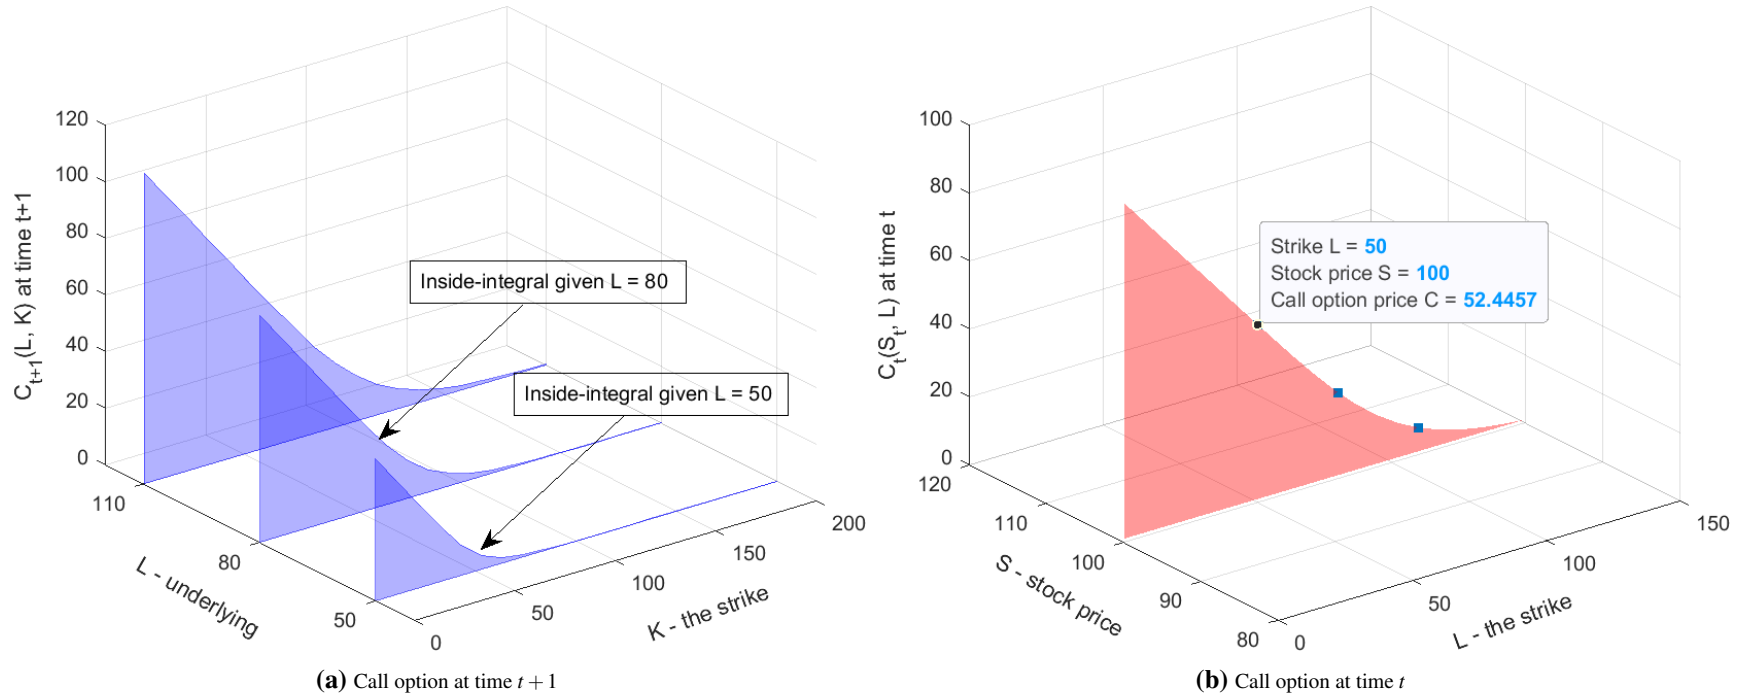 120
100
80
60
40
20
0
C_{t+1}(L, K) at time t+1
Inside-integral given L = 80
Inside-integral given L = 50
110
80
50
L - underlying
0
50
100
150
200
K - the strike
(a) Call option at time t + 1
100
80
60
40
20
0
C_t(S_t, L) at time t
Strike L = 50
Stock price S = 100
Call option price C = 52.4457
120
110
100
90
80
S - stock price
0
50
100
150
L - the strike
(b) Call option at time t